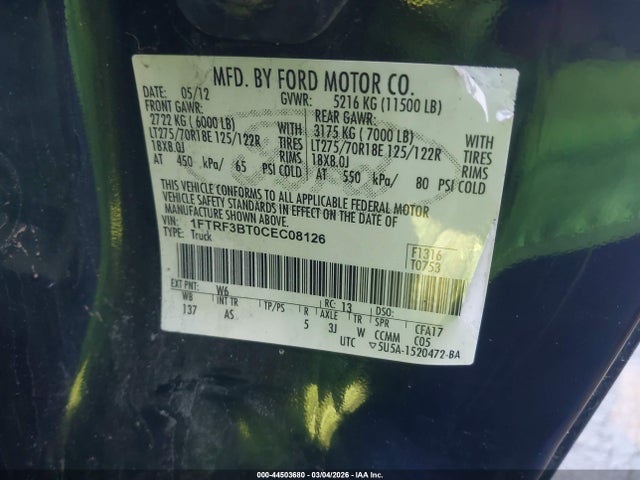 MFD. BY FORD MOTOR CO.
DATE: 05/12 GVWR: 5216 KG (11500 LB)
FRONT GAWR: REAR GAWR:
2722 KG (6000 LB) WITH 3175 KG (7000 LB) WITH
LT275/70R18E 125/122R TIRES LT275/70R18E 125/122R TIRES
18X8.0J RIMS 18X8.0J RIMS
AT 450 kPa/ 65 PSI COLD AT 550 kPa/ 80 PSI COLD
THIS VEHICLE CONFORMS TO ALL APPLICABLE FEDERAL MOTOR
VEHICLE SAFETY STANDARDS IN EFFECT ON THE DATE OF
MANUFACTURE SHOWN ABOVE.
VIN: 1FTRF3BT0CEC08126
TYPE: Truck
F1316
T0753
EXT PNT: W6 RC: 13 DSO:
WB INT TR TP/PS R AXLE TR SPR CFA17
137 AS 5 3J W CCMM C05
UTC ▽5U5A-1520472-BA
000-44503680 - 03/04/2026 - IAAI Inc.